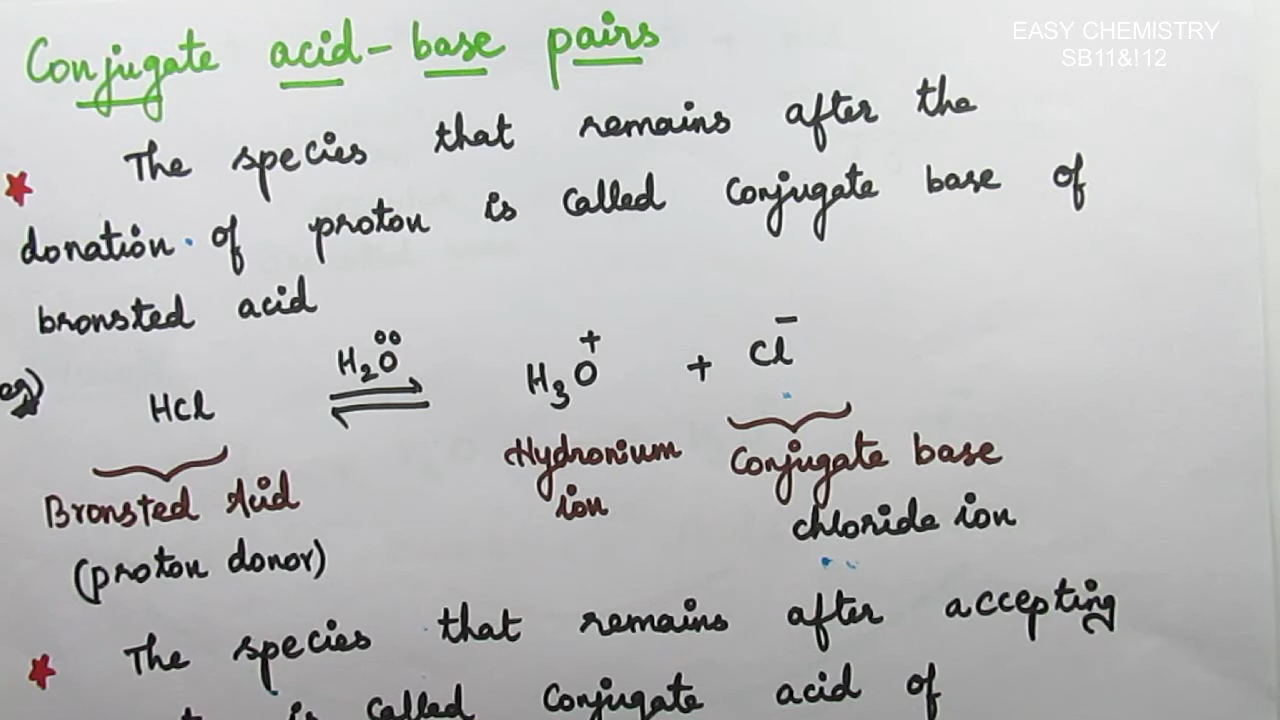 EASY CHEMISTRY
SB11&!12
Conjugate acid-base pairs
The species that remains after the
donation of proton is called conjugate base of
bronsted acid
eg)
HCl ⇌ H₃O⁺ + Cl⁻
H₂O
Bronsted Acid
(proton donor)
Hydronium
ion
Conjugate base
chloride ion
The species that remains after accepting
is called conjugate acid of